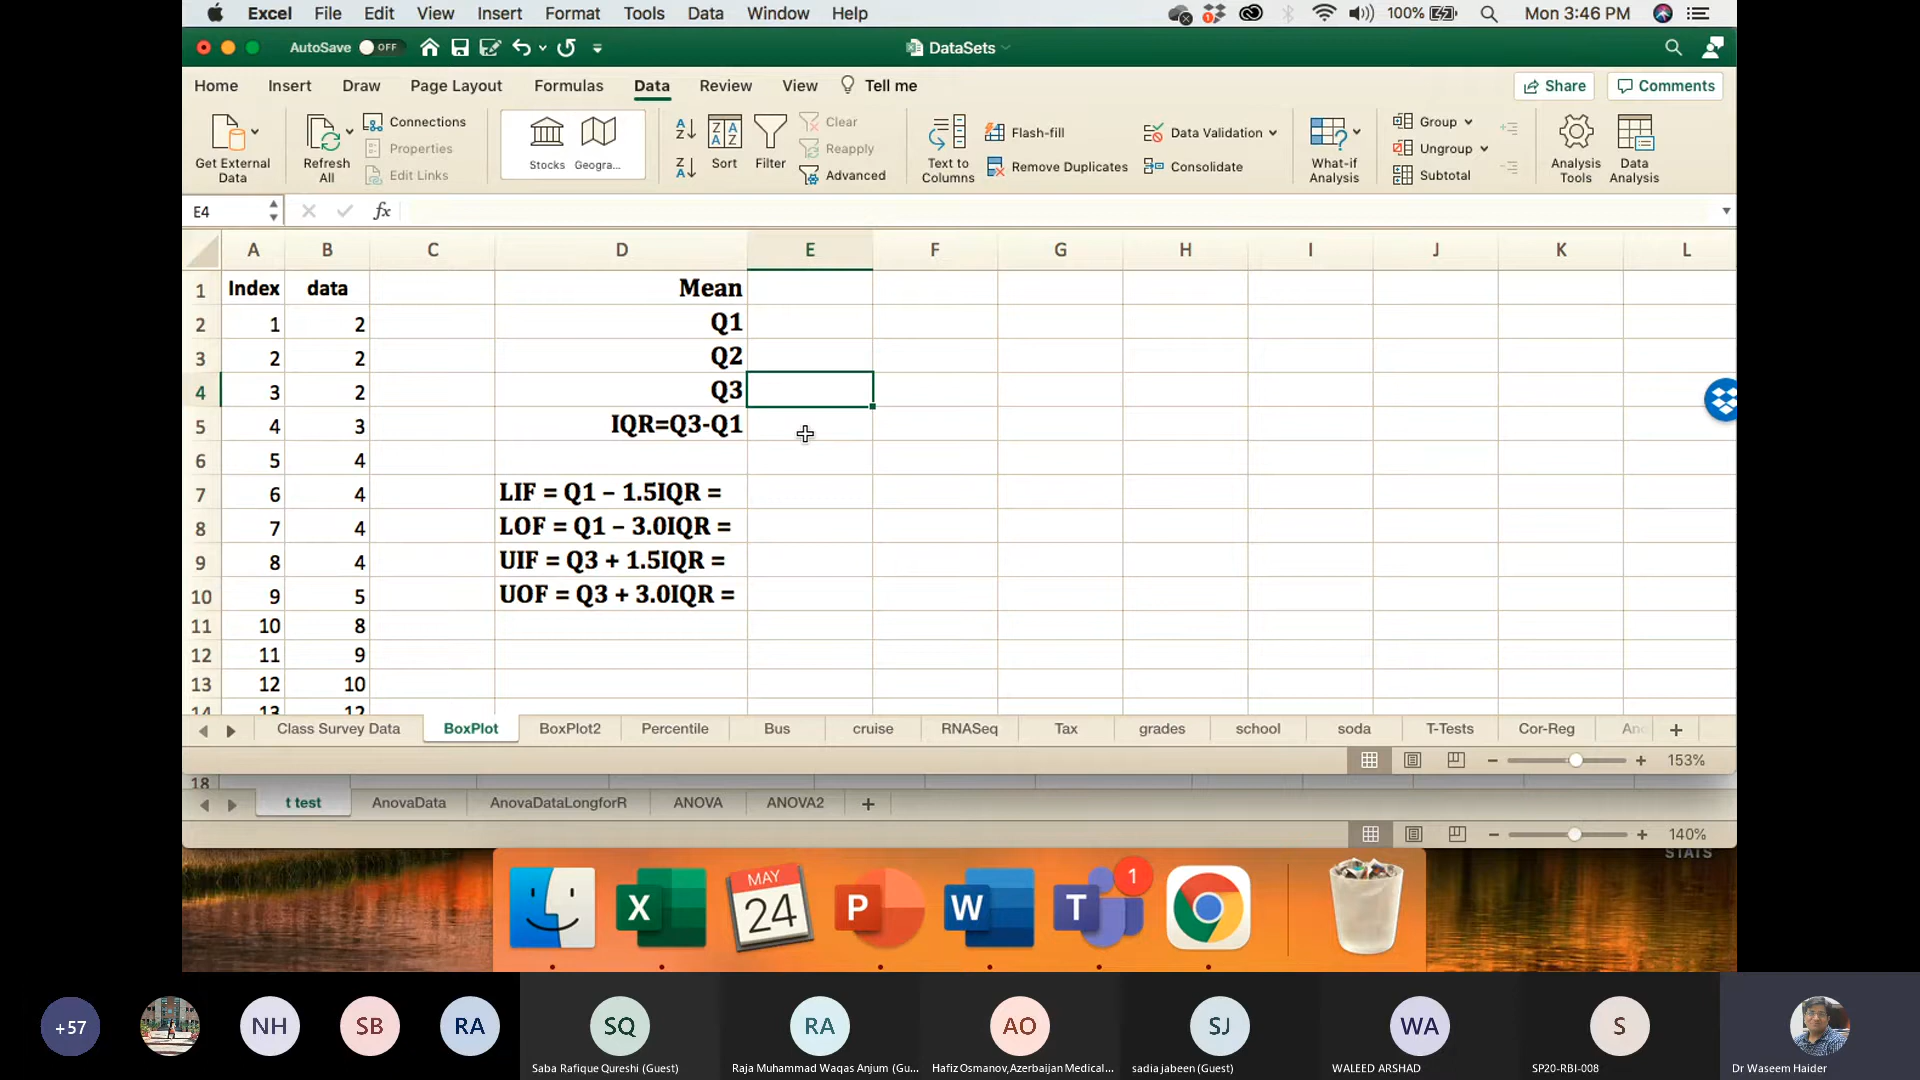 Excel File Edit View Insert Format Tools Data Window Help 100% Mon 3:46 PM
AutoSave OFF DataSets
Home Insert Draw Page Layout Formulas Data Review View Tell me Share Comments
Get External Data
Refresh All
Connections
Properties
Edit Links
Stocks Geogra...
Sort
Filter
Clear
Reapply
Advanced
Text to Columns
Flash-fill
Remove Duplicates
Data Validation
Consolidate
What-if Analysis
Group
Ungroup
Subtotal
Analysis Tools
Data Analysis
E4 fx
A B C D E F G H I J K L
1 Index data Mean
2 1 2 Q1
3 2 2 Q2
4 3 2 Q3
5 4 3 IQR=Q3-Q1
6 5 4
7 6 4 LIF = Q1 – 1.5IQR =
8 7 4 LOF = Q1 – 3.0IQR =
9 8 4 UIF = Q3 + 1.5IQR =
10 9 5 UOF = Q3 + 3.0IQR =
11 10 8
12 11 9
13 12 10
14 13 12
Class Survey Data BoxPlot BoxPlot2 Percentile Bus cruise RNASeq Tax grades school soda T-Tests Cor-Reg
153%
18
t test AnovaData AnovaDataLongforR ANOVA ANOVA2
140%
STATS
MAY
24
X P W T 1
+57 NH SB RA SQ RA AO SJ WA S
Saba Rafique Qureshi (Guest) Raja Muhammad Waqas Anjum (Gu... Hafiz Osmanov,Azerbaijan Medical... sadia jabeen (Guest) WALEED ARSHAD SP20-RBI-008 Dr Waseem Haider